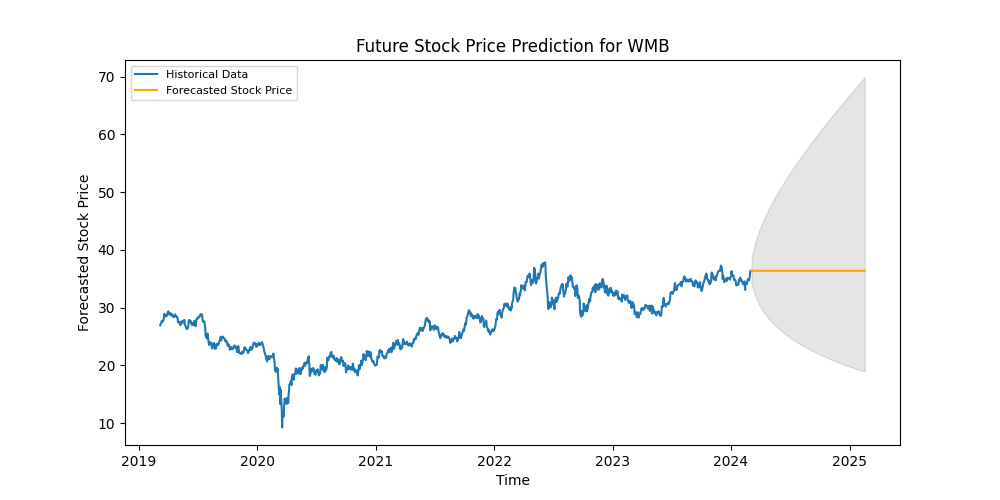 Future Stock Price Prediction for WMB
Historical Data
Forecasted Stock Price
Forecasted Stock Price
70
60
50
40
30
20
10
2019
2020
2021
2022
2023
2024
2025
Time